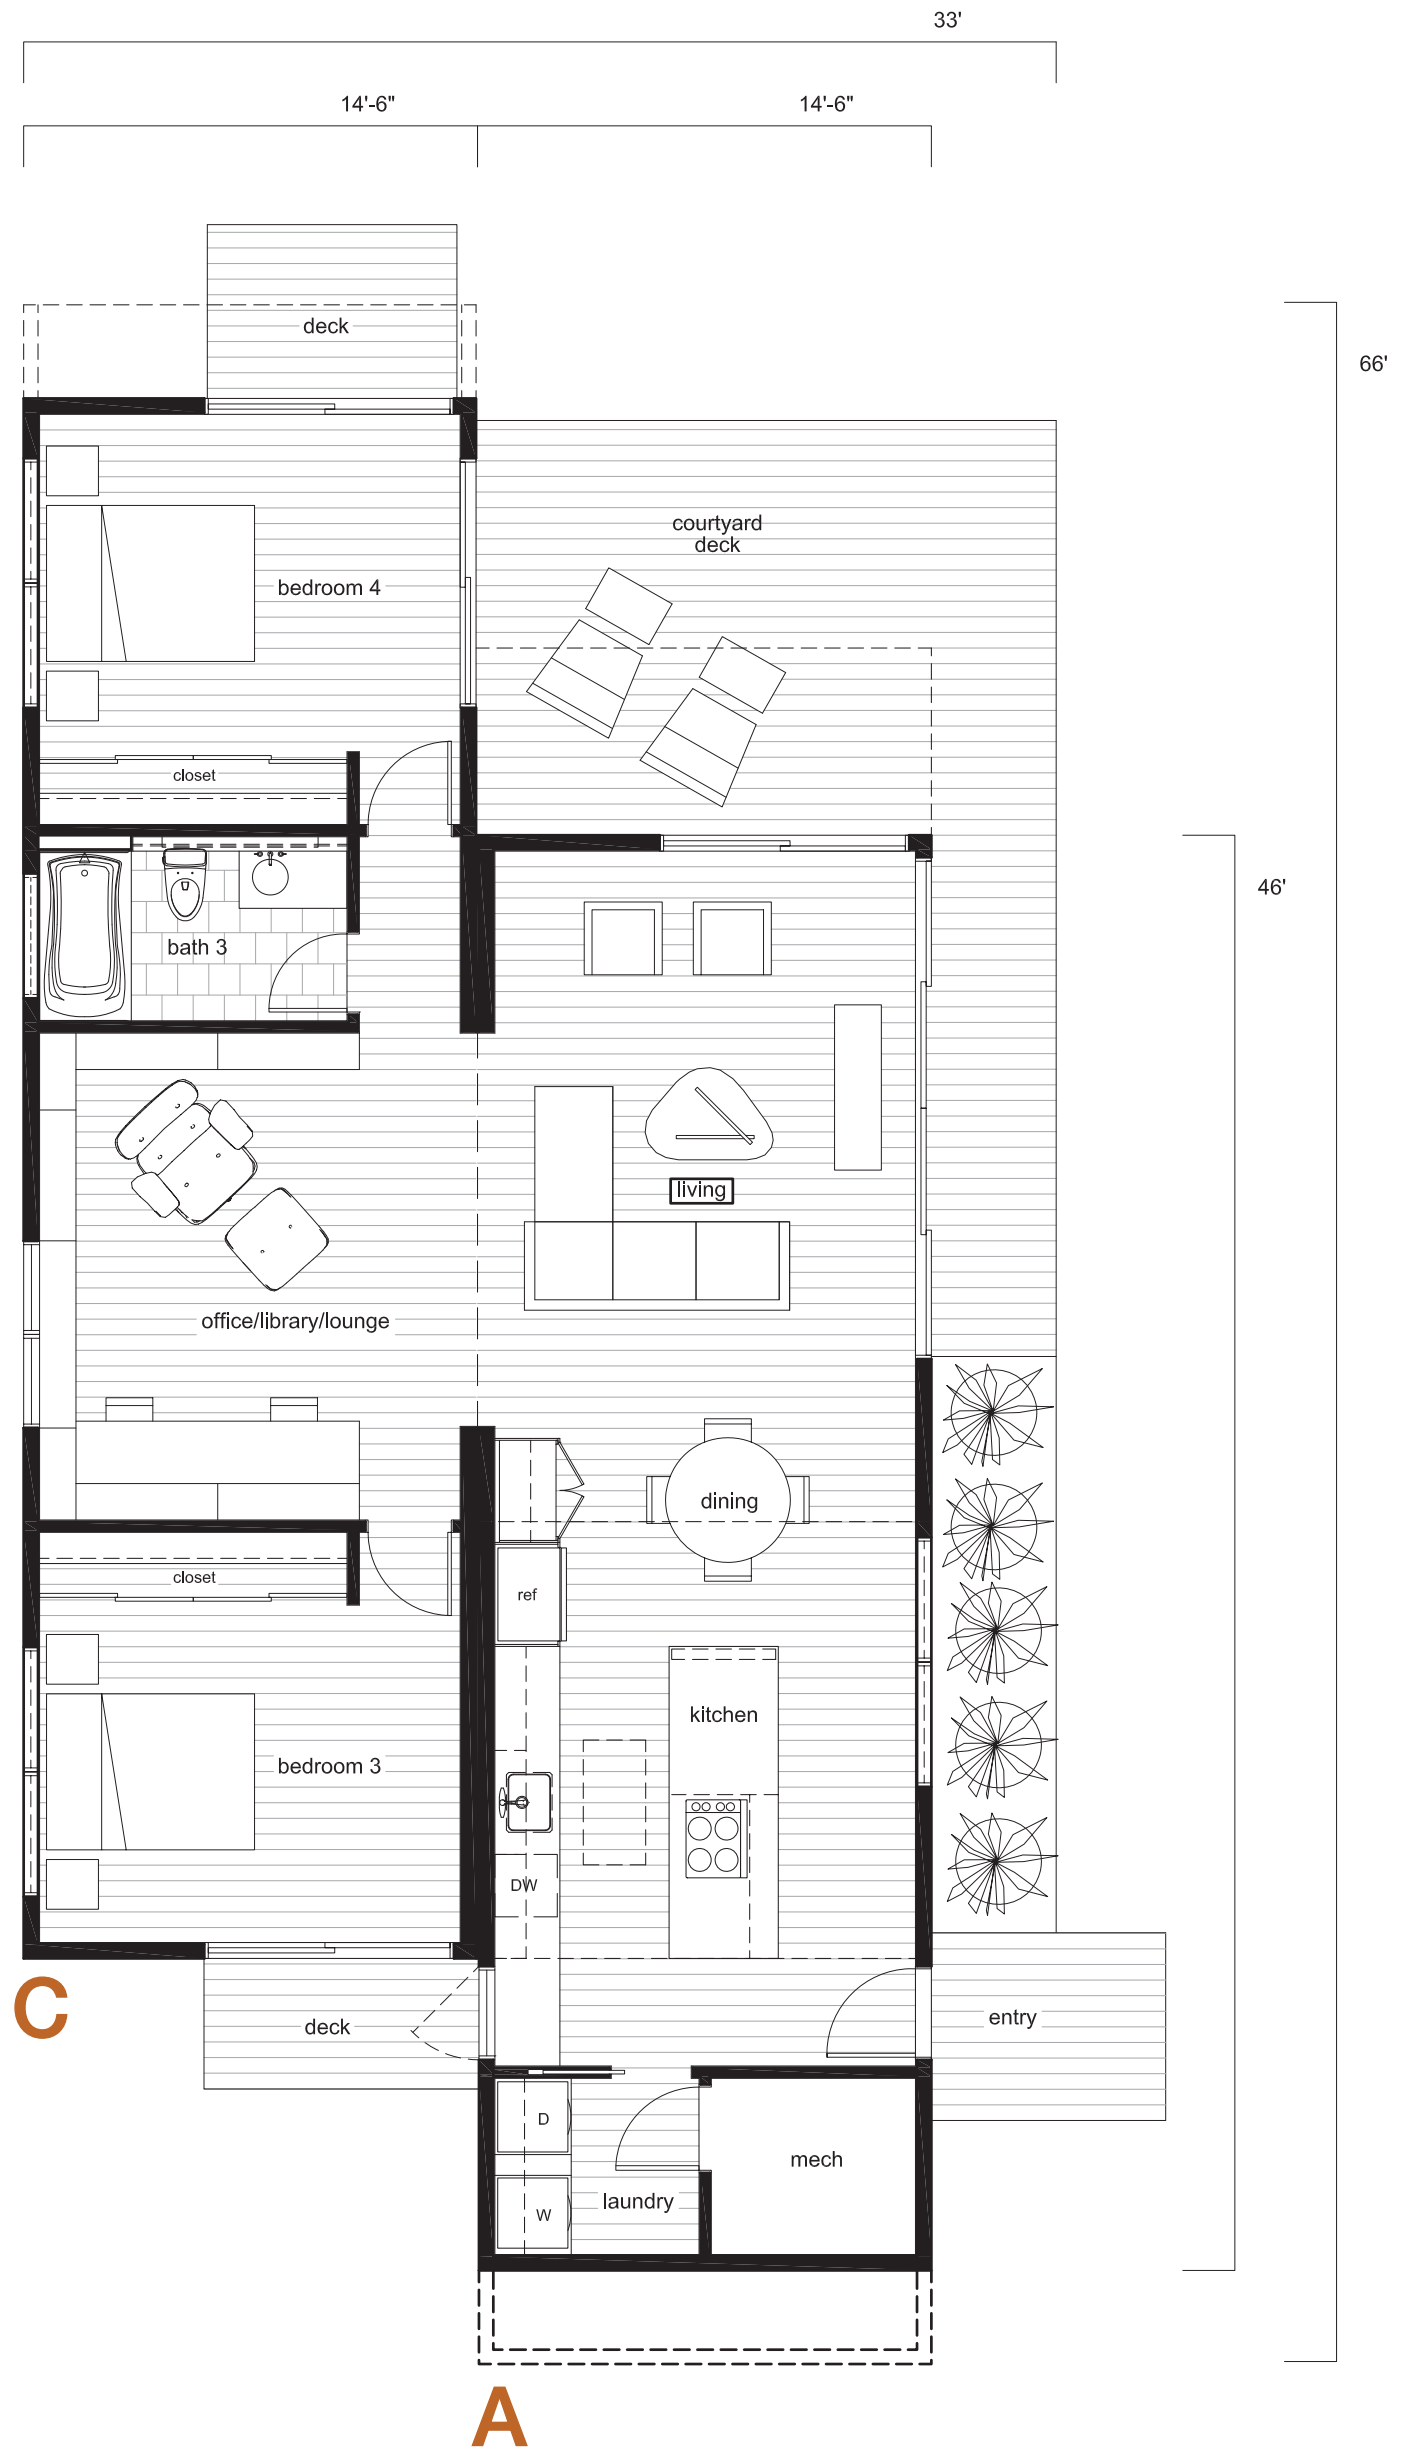 33'
14'-6"
14'-6"
deck
66'
courtyard
deck
bedroom 4
closet
46'
bath 3
living
office/library/lounge
dining
closet
ref
kitchen
bedroom 3
DW
C
deck
entry
D
mech
laundry
W
A